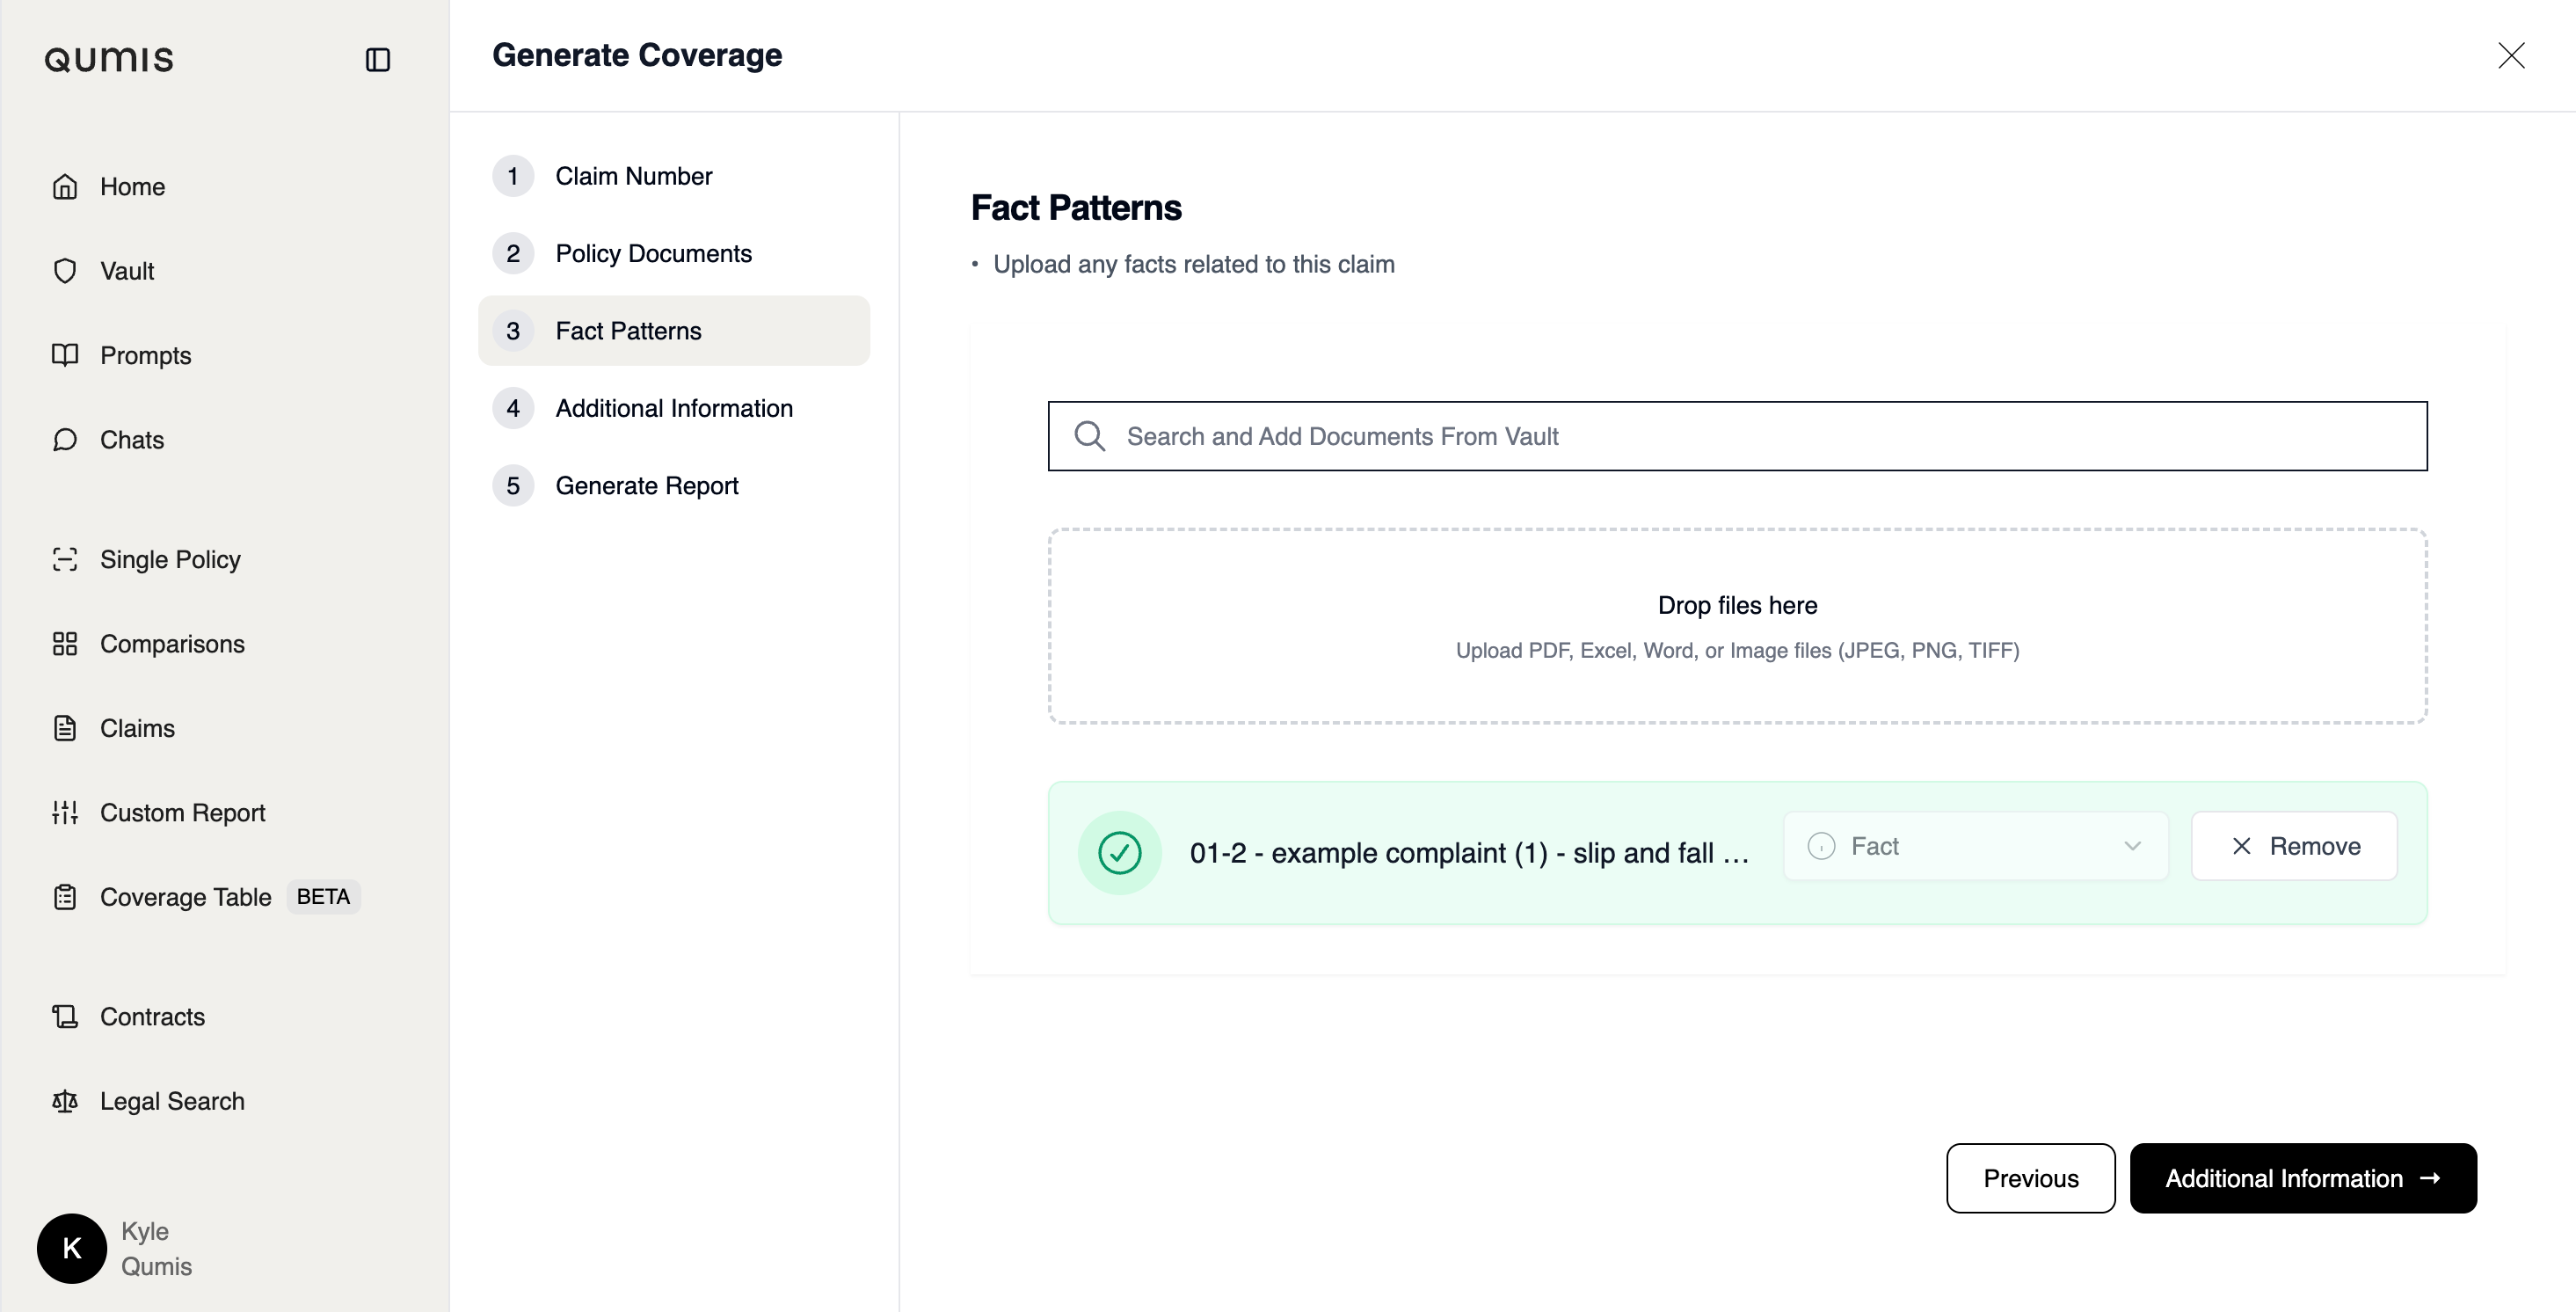 Qumis
Generate Coverage
Home
Vault
Prompts
Chats
Single Policy
Comparisons
Claims
Custom Report
Coverage Table BETA
Contracts
Legal Search
K
Kyle
Qumis
1 Claim Number
2 Policy Documents
3 Fact Patterns
4 Additional Information
5 Generate Report
Fact Patterns
• Upload any facts related to this claim
Search and Add Documents From Vault
Drop files here
Upload PDF, Excel, Word, or Image files (JPEG, PNG, TIFF)
01-2 - example complaint (1) - slip and fall … Fact Remove
Previous Additional Information →